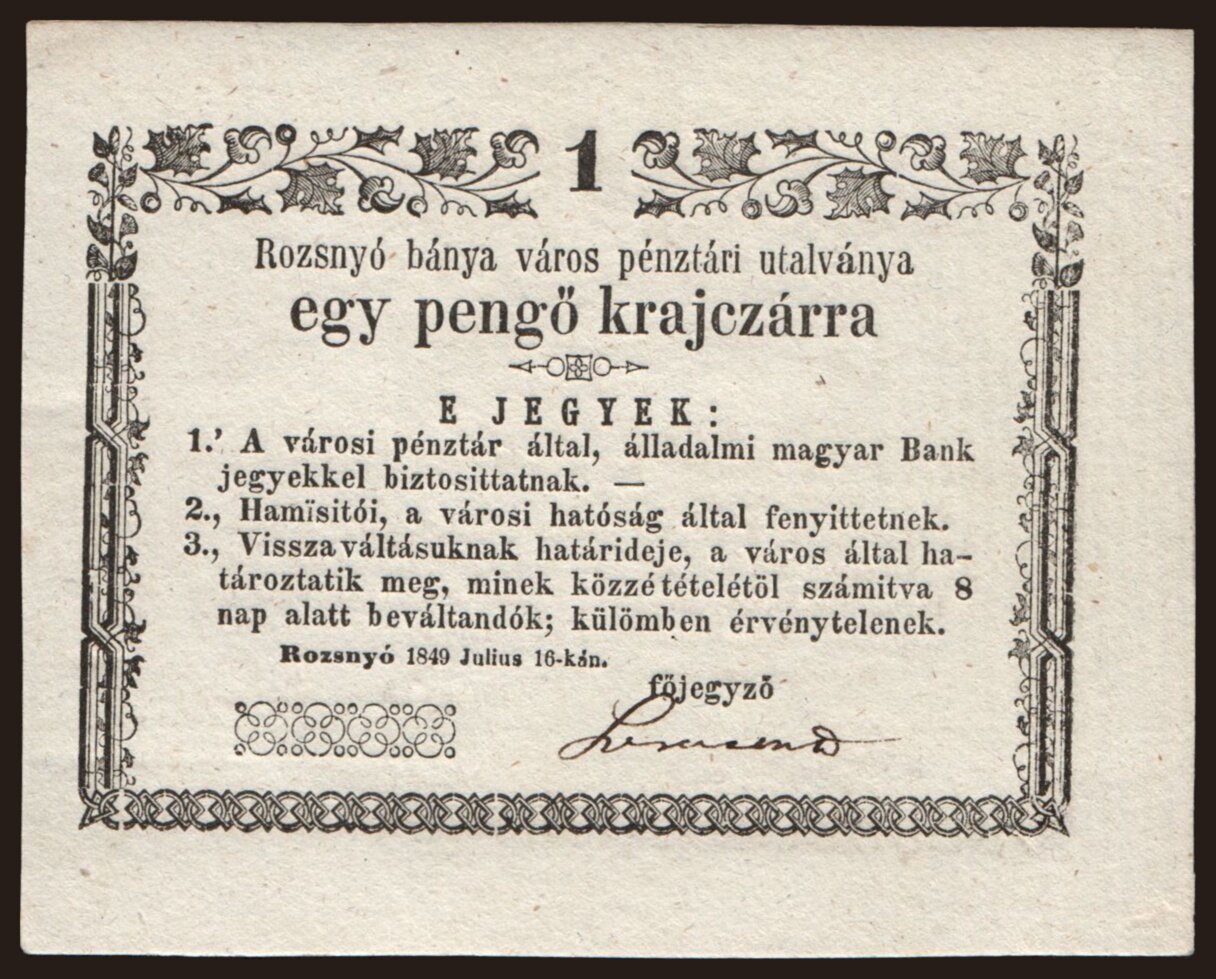 1
Rozsnyó bánya város pénztári utalványa
egy pengő krajczárra
E JEGYEK:
1.’ A városi pénztár által, álladalmi magyar Bank
jegyekkel biztosittatnak. —
2., Hamïsitói, a városi hatóság által fenyittetnek.
3., Visszaváltásuknak határideje, a város által ha-
tároztatik meg, minek közzétételétöl számitva 8
nap alatt beváltandók; külömben érvénytelenek.
Rozsnyó 1849 Julius 16-kán.
főjegyző